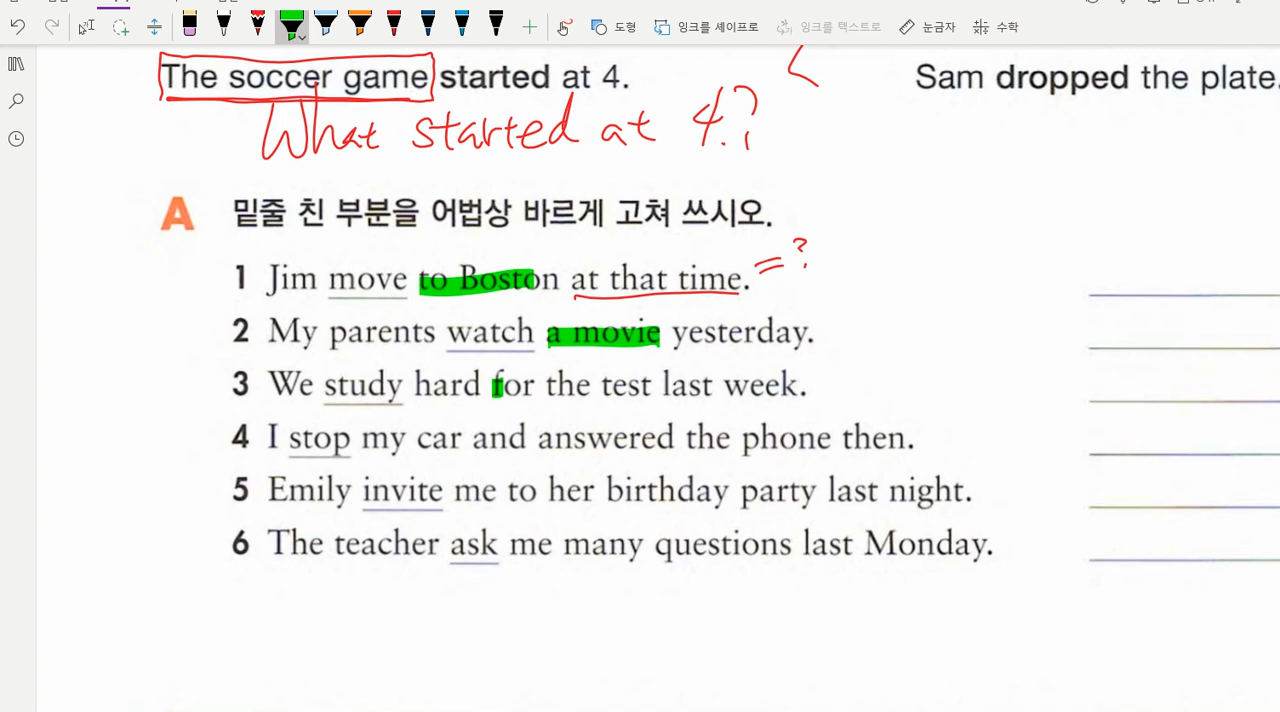 도형 잉크를 셰이프로 잉크를 텍스트로 눈금자 수학
The soccer game started at 4.
Sam dropped the plate.
What started at 4?
A 밑줄 친 부분을 어법상 바르게 고쳐 쓰시오.
1 Jim move to Boston at that time. = ?
2 My parents watch a movie yesterday.
3 We study hard for the test last week.
4 I stop my car and answered the phone then.
5 Emily invite me to her birthday party last night.
6 The teacher ask me many questions last Monday.